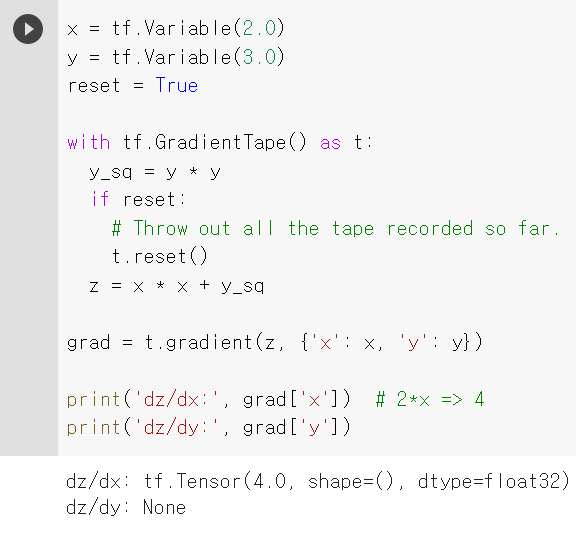 x = tf.Variable(2.0)
y = tf.Variable(3.0)
reset = True

with tf.GradientTape() as t:
  y_sq = y * y
  if reset:
    # Throw out all the tape recorded so far.
    t.reset()
  z = x * x + y_sq

grad = t.gradient(z, {'x': x, 'y': y})

print('dz/dx:', grad['x'])  # 2*x => 4
print('dz/dy:', grad['y'])
dz/dx: tf.Tensor(4.0, shape=(), dtype=float32)
dz/dy: None